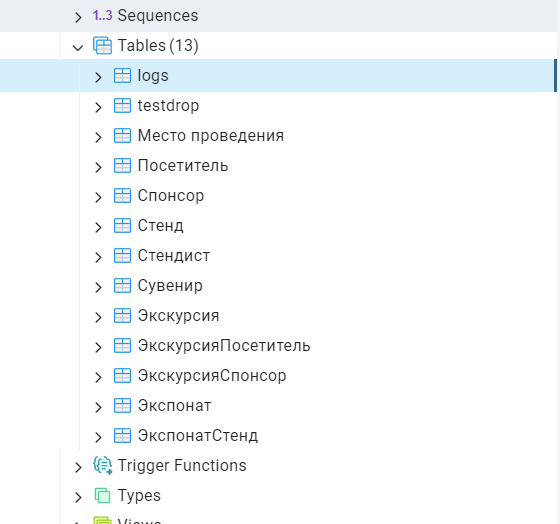 1..3 Sequences
Tables (13)
logs
testdrop
Место проведения
Посетитель
Спонсор
Стенд
Стендист
Сувенир
Экскурсия
ЭкскурсияПосетитель
ЭкскурсияСпонсор
Экспонат
ЭкспонатСтенд
Trigger Functions
Types
Views